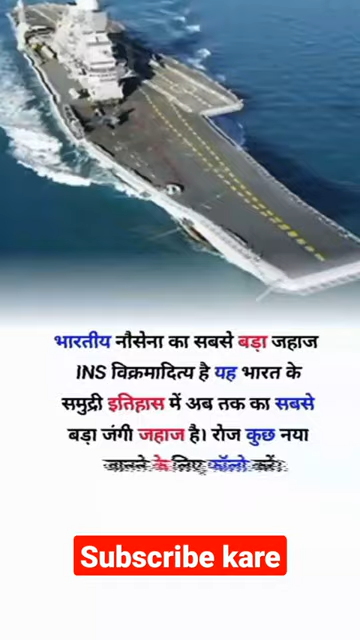 भारतीय नौसेना का सबसे बड़ा जहाज
INS विक्रमादित्य है यह भारत के
समुद्री इतिहास में अब तक का सबसे
बड़ा जंगी जहाज है। रोज कुछ नया
जानने के लिए फॉलो करें।
Subscribe kare